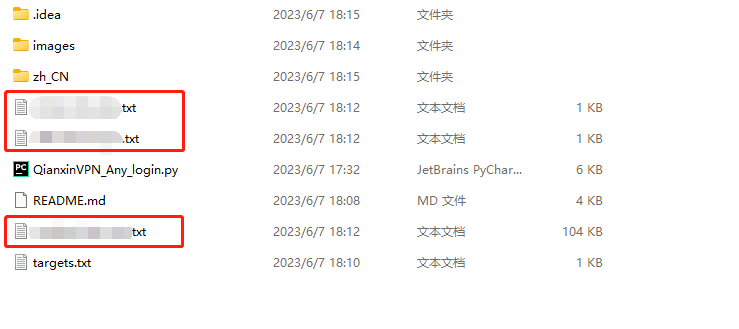 .idea 2023/6/7 18:15 文件夹
images 2023/6/7 18:14 文件夹
zh_CN 2023/6/7 18:15 文件夹
.txt 2023/6/7 18:12 文本文档 1 KB
.txt 2023/6/7 18:12 文本文档 1 KB
QianxinVPN_Any_login.py 2023/6/7 17:32 JetBrains PyChar... 6 KB
README.md 2023/6/7 18:08 MD 文件 4 KB
txt 2023/6/7 18:12 文本文档 104 KB
targets.txt 2023/6/7 18:10 文本文档 1 KB